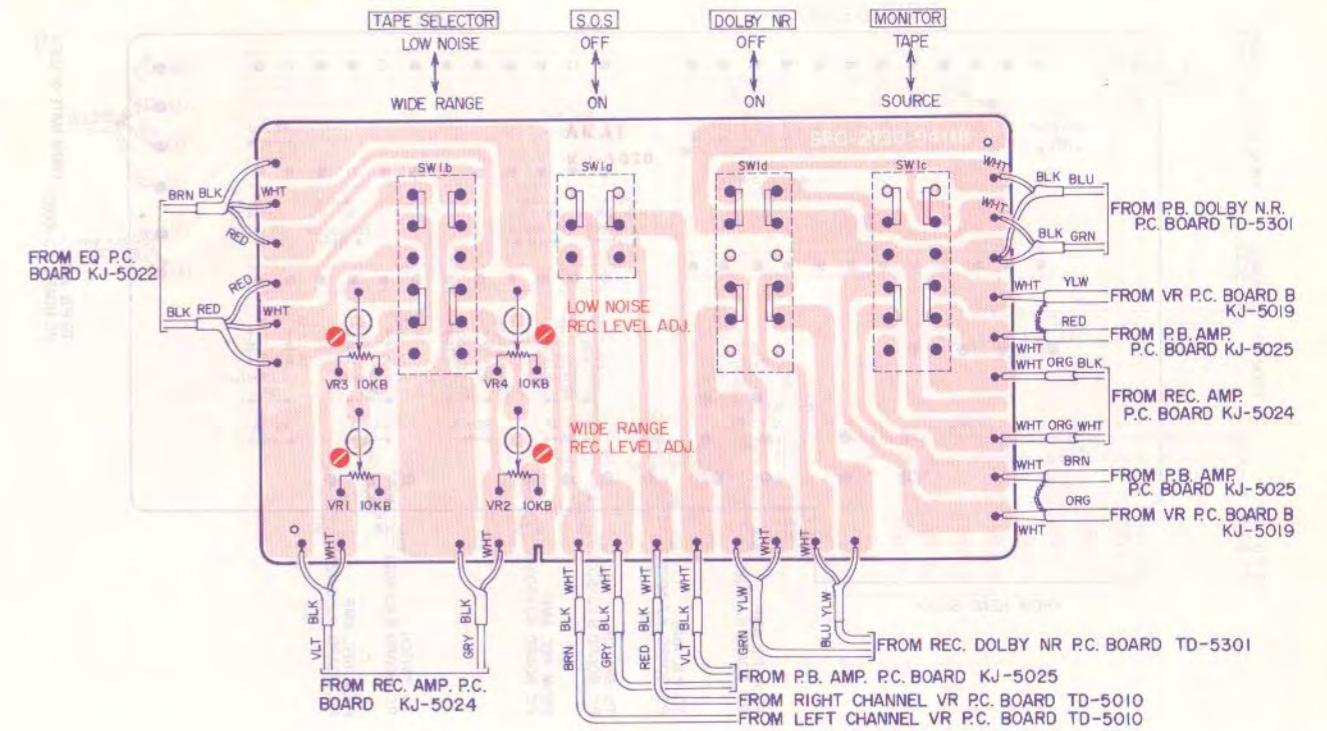 TAPE SELECTOR
LOW NOISE
WIDE RANGE
S.O.S
OFF
ON
DOLBY NR
OFF
ON
MONITOR
TAPE
SOURCE
AKAI
SW1b
SW1a
SW1d
SW1c
BRN BLK
WHT
RED
FROM EQ P.C.
BOARD KJ-5022
RED
BLK RED
WHT
VR3 10KB
VR4 10KB
VR1 10KB
VR2 10KB
LOW NOISE
REC. LEVEL ADJ.
WIDE RANGE
REC. LEVEL ADJ.
WHT
BLK BLU
WHT
BLK GRN
FROM P.B. DOLBY N.R.
P.C. BOARD TD-5301
WHT
YLW
FROM VR P.C. BOARD B
KJ-5019
RED
WHT
FROM P.B. AMP.
P.C. BOARD KJ-5025
WHT ORG BLK
FROM REC. AMP.
P.C. BOARD KJ-5024
WHT ORG WHT
WHT
BRN
FROM P.B. AMP.
P.C. BOARD KJ-5025
ORG
WHT
FROM VR P.C. BOARD B
KJ-5019
WHT
BLK
VLT
WHT
BLK
GRY
FROM REC. AMP. P.C.
BOARD KJ-5024
WHT
BLK
BRN
WHT
BLK
GRY
WHT
BLK
RED
WHT
BLK
VLT
WHT
YLW
GRN
WHT
YLW
BLU
FROM REC. DOLBY NR P.C. BOARD TD-5301
FROM P.B. AMP. P.C. BOARD KJ-5025
FROM RIGHT CHANNEL VR P.C. BOARD TD-5010
FROM LEFT CHANNEL VR P.C. BOARD TD-5010